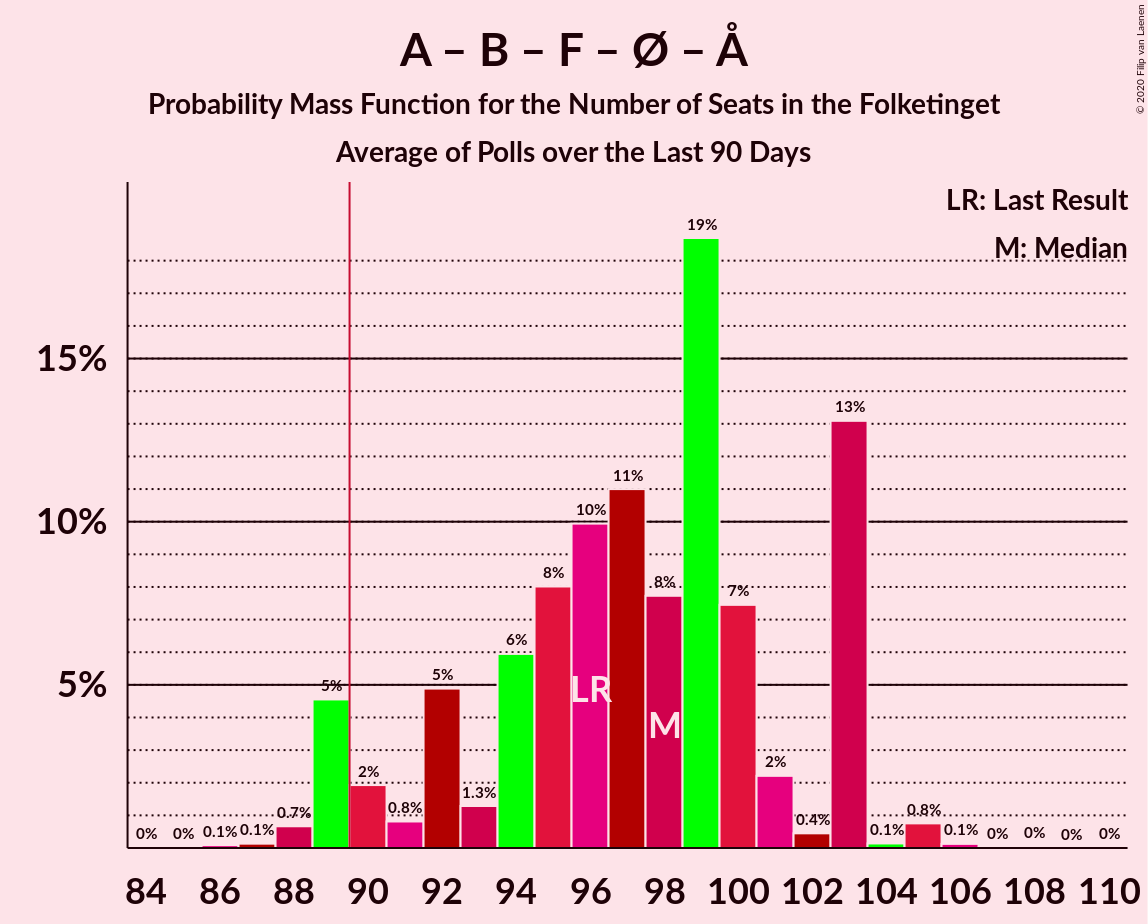 © 2020 Filip van Laenen
A – B – F – Ø – Å
Probability Mass Function for the Number of Seats in the Folketinget
Average of Polls over the Last 90 Days
LR: Last Result
M: Median
15%
10%
5%
0% 0% 0.1% 0.1% 0.7% 5% 2% 0.8% 5% 1.3% 6% 8% 10% 11% 8% 19% 7% 2% 0.4% 13% 0.1% 0.8% 0.1% 0% 0% 0% 0%
LR
M
84 86 88 90 92 94 96 98 100 102 104 106 108 110